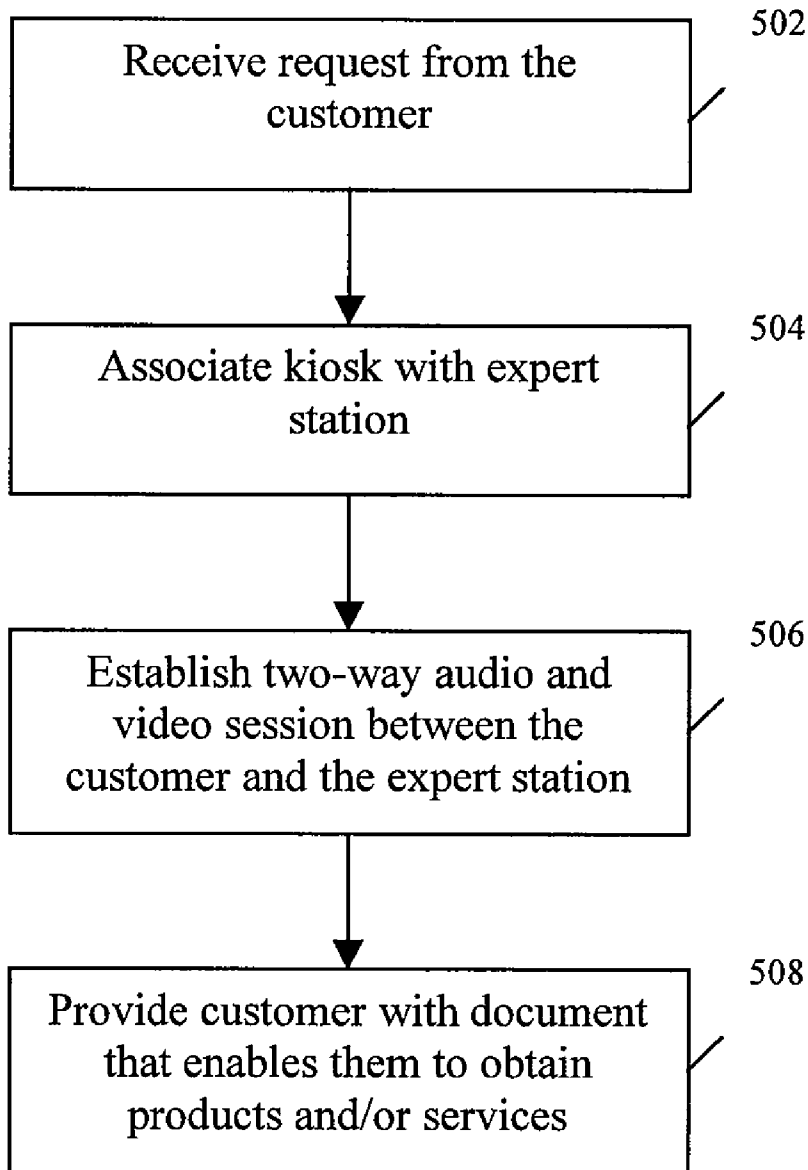 502
Receive request from the
customer
504
Associate kiosk with expert
station
506
Establish two-way audio and
video session between the
customer and the expert station
508
Provide customer with document
that enables them to obtain
products and/or services